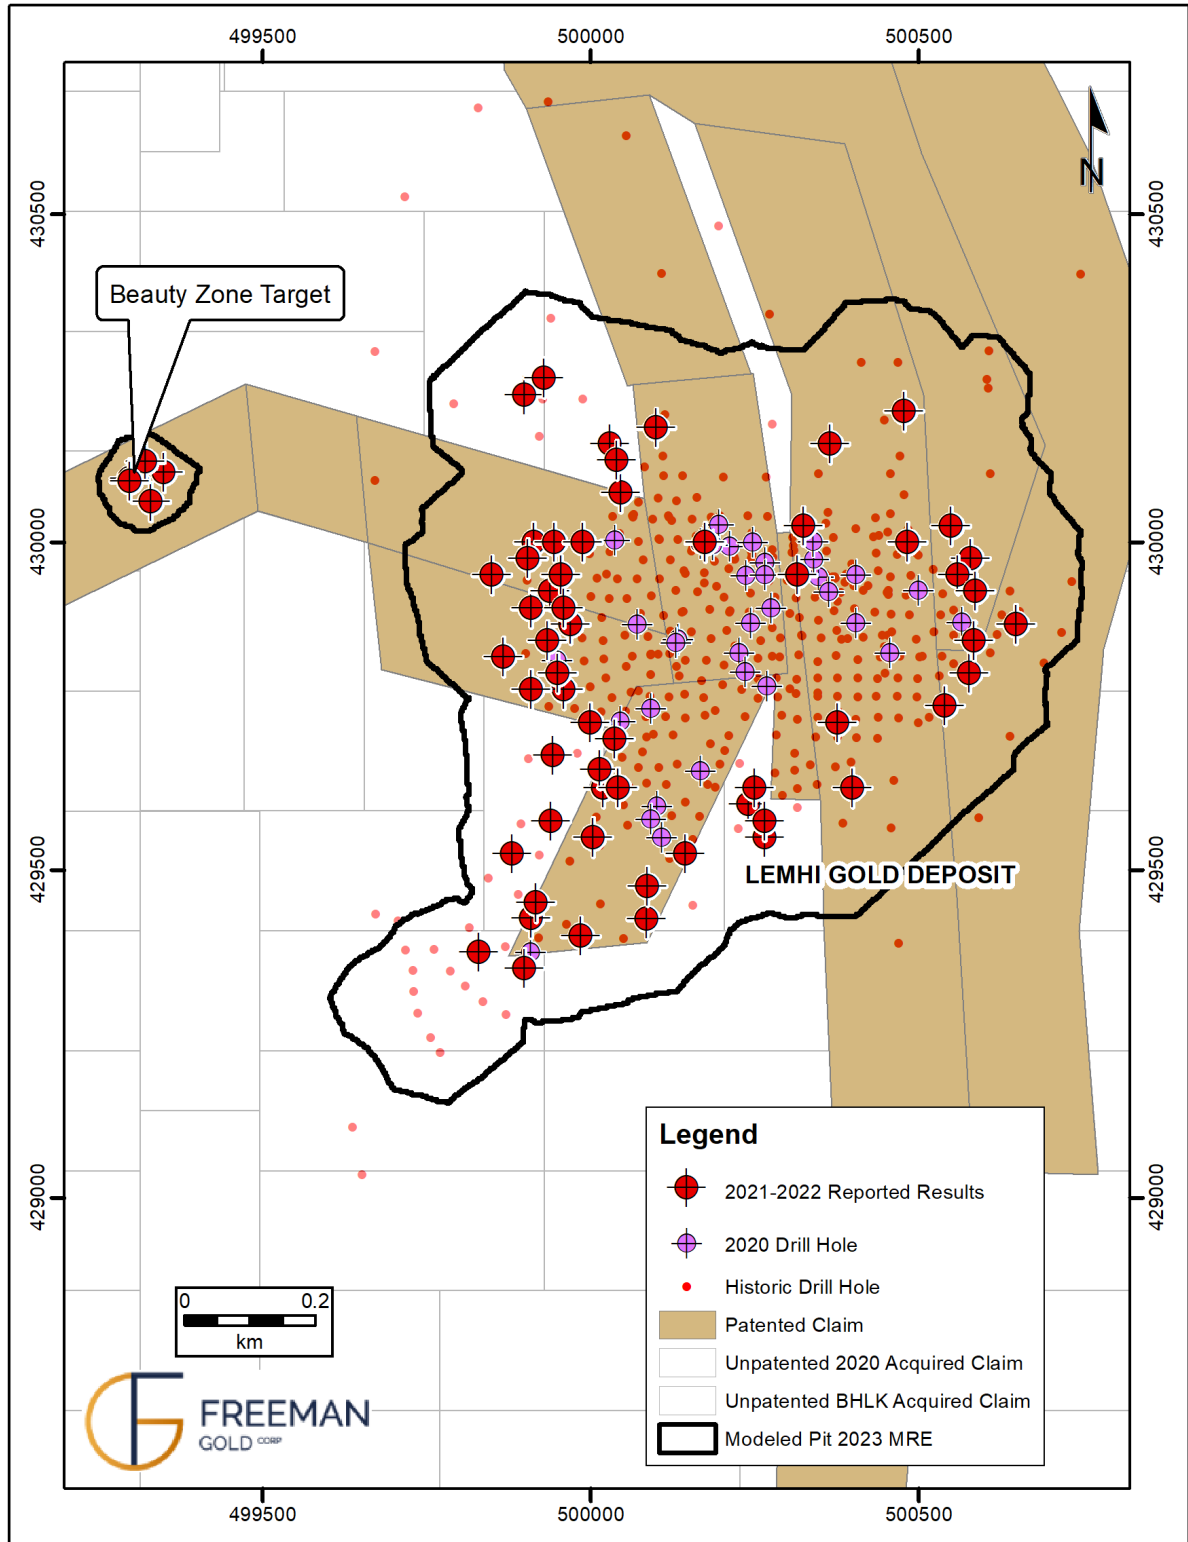 499500
500000
500500
N
430500
430500
Beauty Zone Target
430000
430000
429500
429500
LEMHI GOLD DEPOSIT
429000
429000
Legend
2021-2022 Reported Results
2020 Drill Hole
Historic Drill Hole
Patented Claim
Unpatented 2020 Acquired Claim
Unpatented BHLK Acquired Claim
Modeled Pit 2023 MRE
0 0.2
km
FREEMAN
GOLD CORP
499500
500000
500500